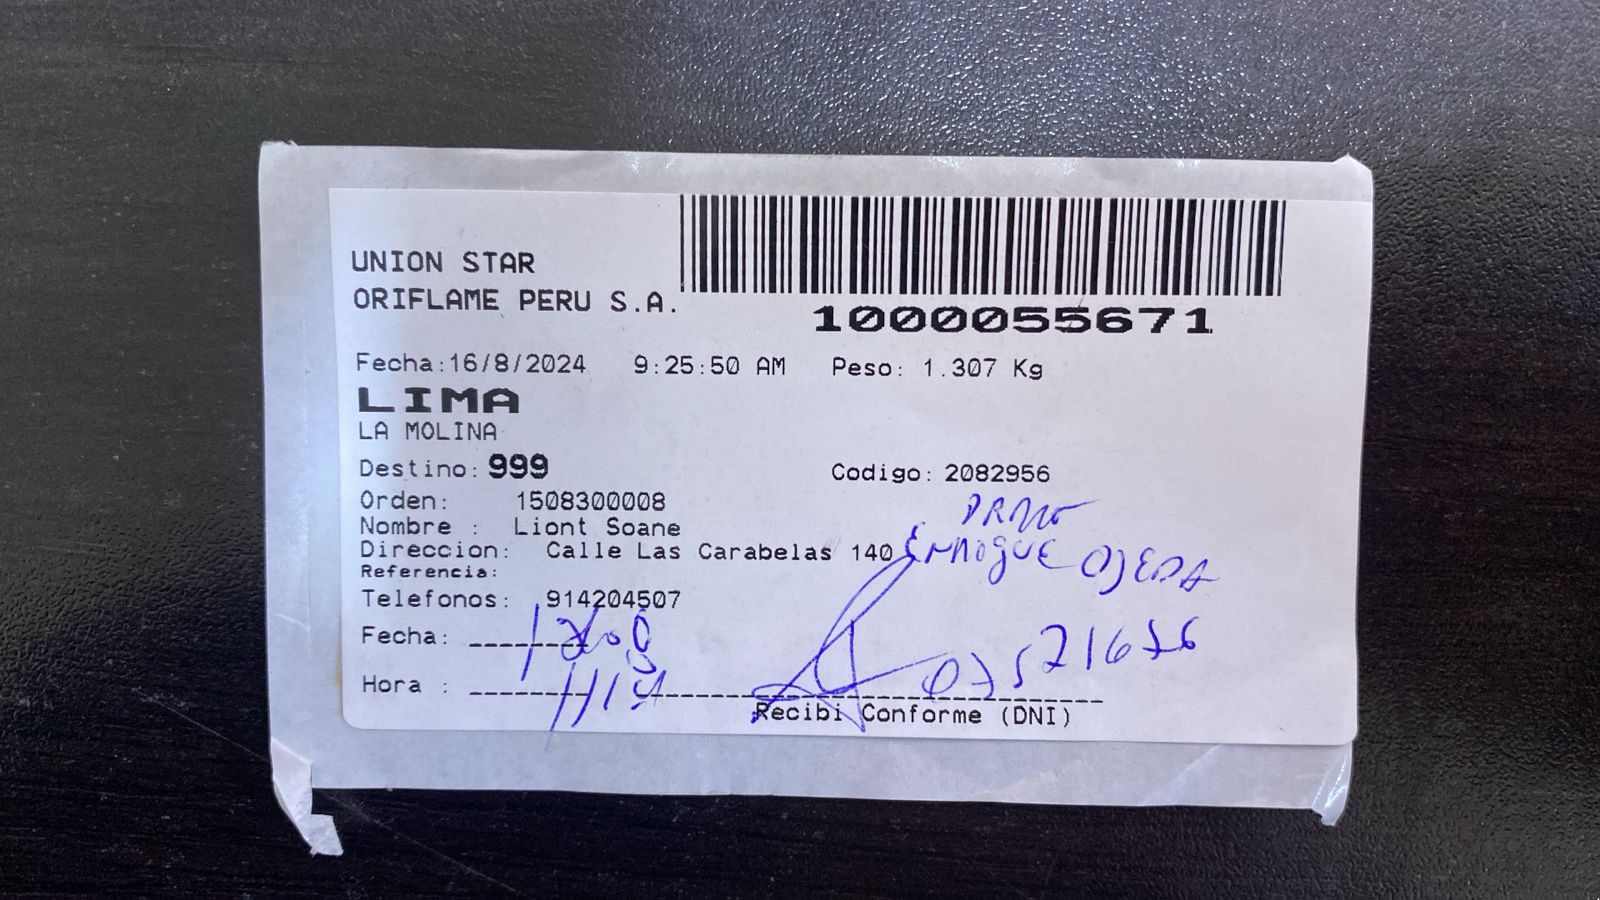 UNION STAR
ORIFLAME PERU S.A.
1000055671
Fecha:16/8/2024 9:25:50 AM Peso: 1.307 Kg
LIMA
LA MOLINA
Destino: 999 Codigo: 2082956
Orden: 1508300008
Nombre : Liont Soane
Direccion: Calle Las Carabelas 140
OJEDA
Referencia:
Telefonos: 914204507
Fecha:
Hora :
Recibi Conforme (DNI)